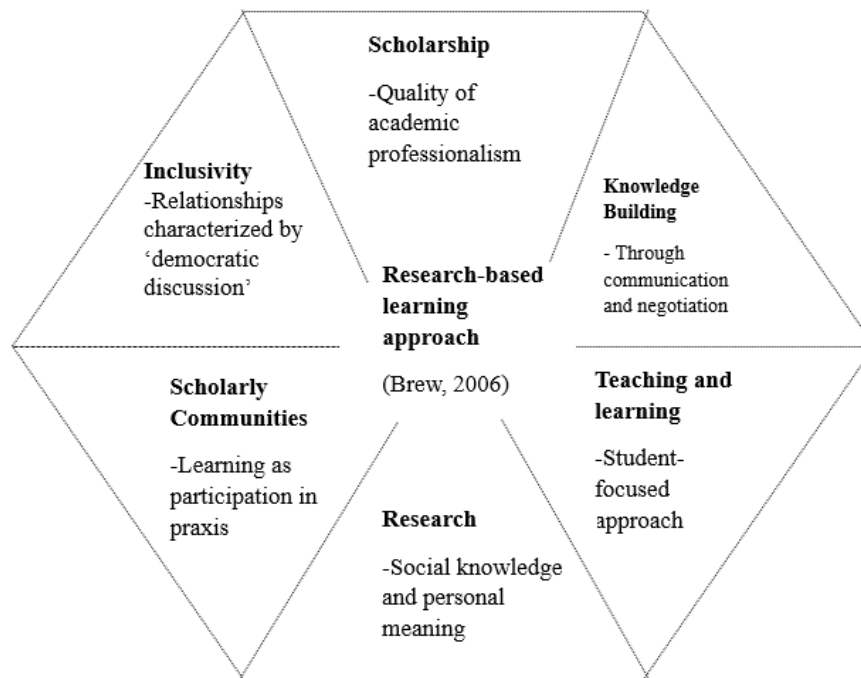 Scholarship
-Quality of
academic
professionalism
Inclusivity
-Relationships
characterized by
‘democratic
discussion’
Knowledge
Building
- Through
communication
and negotiation
Research-based
learning
approach
(Brew, 2006)
Scholarly
Communities
-Learning as
participation in
praxis
Teaching and
learning
-Student-
focused
approach
Research
-Social knowledge
and personal
meaning